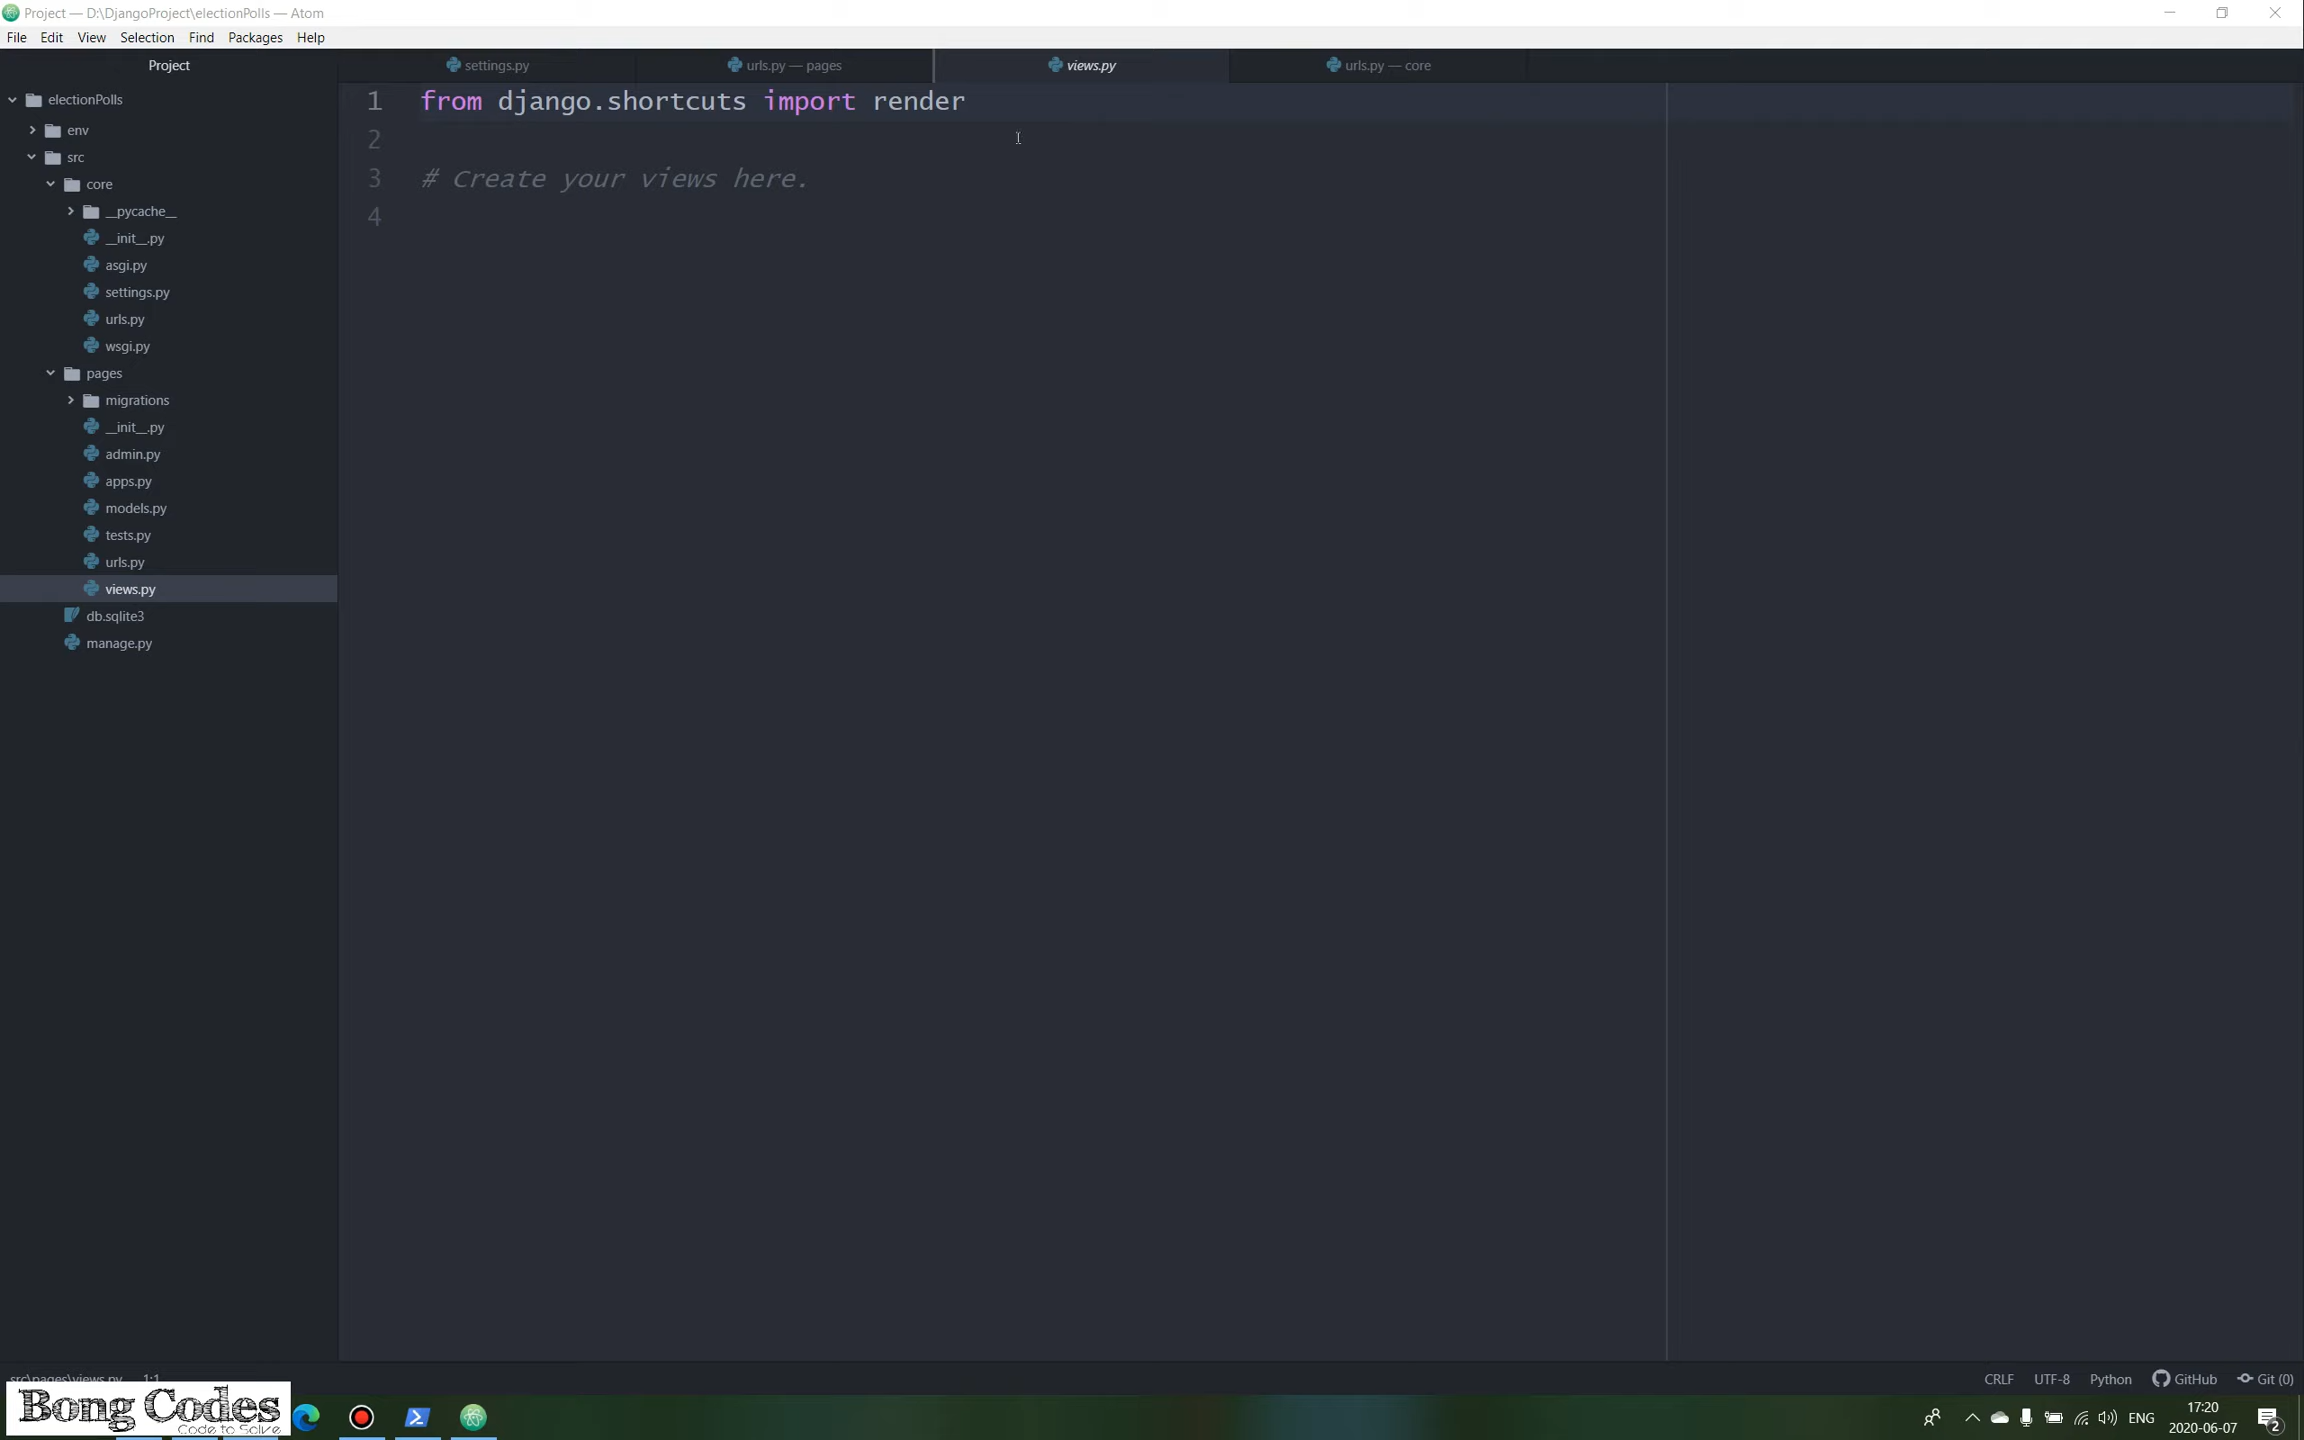 Project — D:\DjangoProject\electionPolls — Atom
File Edit View Selection Find Packages Help
Project
settings.py
urls.py — pages
views.py
urls.py — core
electionPolls
env
src
core
__pycache__
__init__.py
asgi.py
settings.py
urls.py
wsgi.py
pages
migrations
__init__.py
admin.py
apps.py
models.py
tests.py
urls.py
views.py
db.sqlite3
manage.py
1 from django.shortcuts import render
2
3 # Create your views here.
4
src\pages\views.py 1:1
CRLF UTF-8 Python GitHub Git (0)
Bong Codes
Code to Solve
ENG
17:20
2020-06-07
2